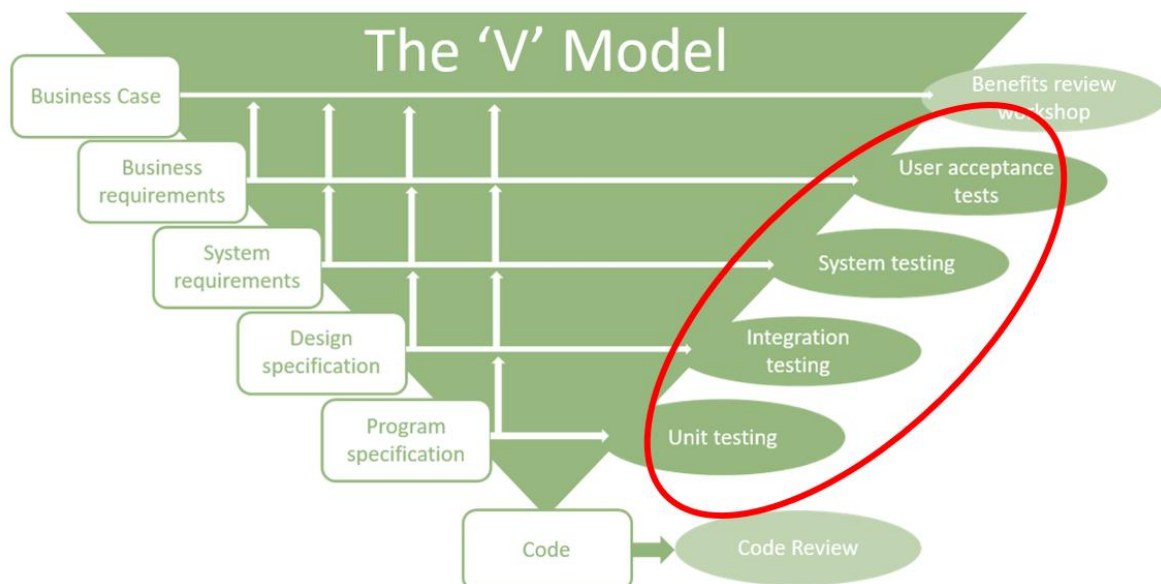 The ‘V’ Model
Business Case
Benefits review
workshop
Business
requirements
User acceptance
tests
System
requirements
System testing
Design
specification
Integration
testing
Program
specification
Unit testing
Code
Code Review